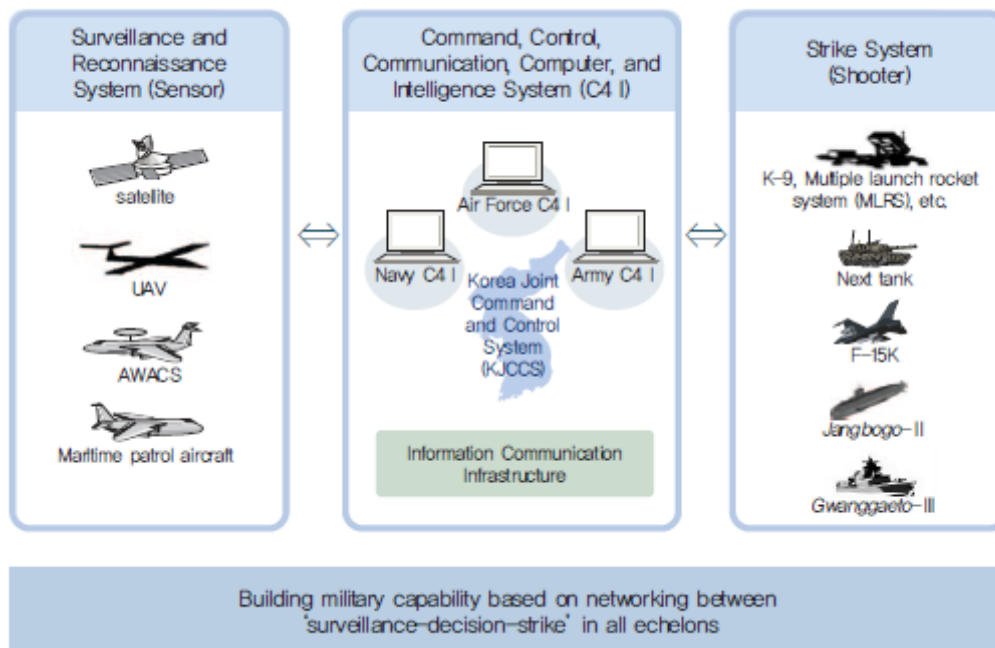 Surveillance and
Reconnaissance
System (Sensor)
satellite
UAV
AWACS
Maritime patrol aircraft
Command, Control,
Communication, Computer, and
Intelligence System (C4 I)
Air Force C4 I
Navy C4 I
Army C4 I
Korea Joint
Command
and Control
System
(KJCCS)
Information Communication
Infrastructure
Strike System
(Shooter)
K-9, Multiple launch rocket
system (MLRS), etc.
Next tank
F-15K
Jangbogo-II
Gwanggaeto-III
Building military capability based on networking between
'surveillance-decision-strike' in all echelons